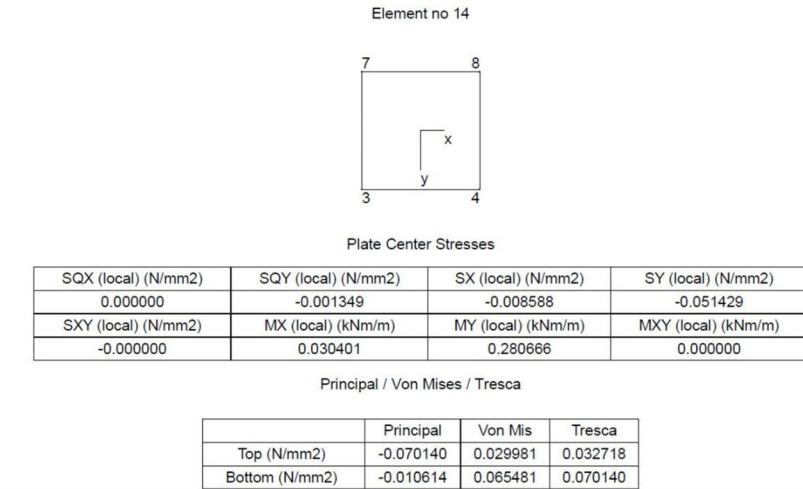 Element no 14
7 8
x
y
3 4
Plate Center Stresses
SQX (local) (N/mm2) SQY (local) (N/mm2) SX (local) (N/mm2) SY (local) (N/mm2)
0.000000 -0.001349 -0.008588 -0.051429
SXY (local) (N/mm2) MX (local) (kNm/m) MY (local) (kNm/m) MXY (local) (kNm/m)
-0.000000 0.030401 0.280666 0.000000
Principal / Von Mises / Tresca
Principal Von Mis Tresca
Top (N/mm2) -0.070140 0.029981 0.032718
Bottom (N/mm2) -0.010614 0.065481 0.070140